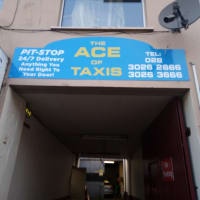 PIT-STOP
24/7 Delivery
Anything You
Need Right To
Your Door!
THE
ACE
OF
TAXIS
TEL:
028
3026 2666
3026 3666